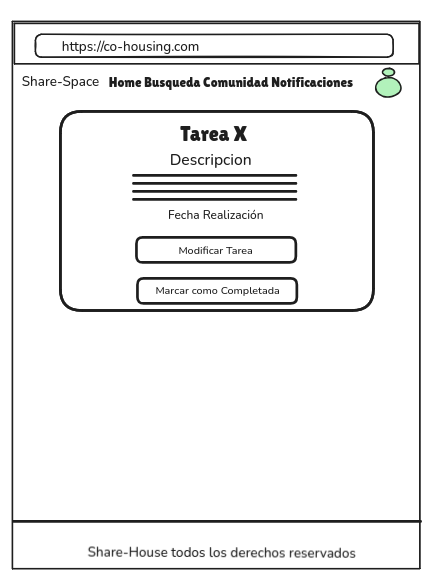 https://co-housing.com
Share-Space Home Busqueda Comunidad Notificaciones
Tarea X
Descripcion
Fecha Realización
Modificar Tarea
Marcar como Completada
Share-House todos los derechos reservados